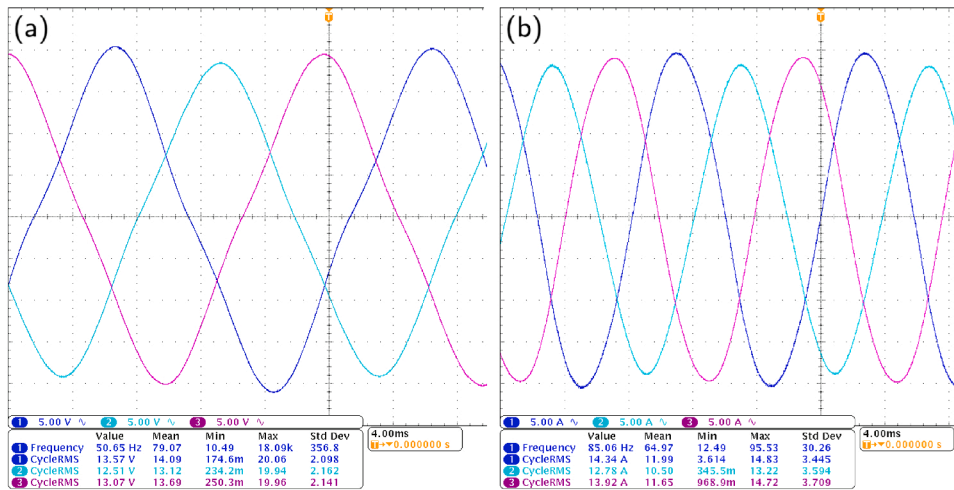 (a)
T
1 5.00 V ∿ 2 5.00 V ∿ 3 5.00 V ∿
Value Mean Min Max Std Dev
1 Frequency 50.65 Hz 79.07 10.49 18.09k 356.8
1 CycleRMS 13.57 V 14.09 174.6m 20.06 2.098
2 CycleRMS 12.51 V 13.12 234.2m 19.94 2.162
3 CycleRMS 13.07 V 13.69 250.3m 19.96 2.141
4.00ms
T→▼0.000000 s
(b)
T
1 5.00 A ∿ 2 5.00 A ∿ 3 5.00 A ∿
Value Mean Min Max Std Dev
1 Frequency 85.06 Hz 64.97 12.49 95.53 30.26
1 CycleRMS 14.34 A 11.99 3.614 14.83 3.445
2 CycleRMS 12.78 A 10.50 343.5m 13.22 3.594
3 CycleRMS 13.92 A 11.65 968.9m 14.72 3.709
4.00ms
T→▼0.000000 s